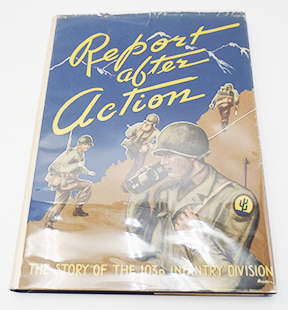 Report
after
Action
THE STORY OF THE 103D INFANTRY DIVISION